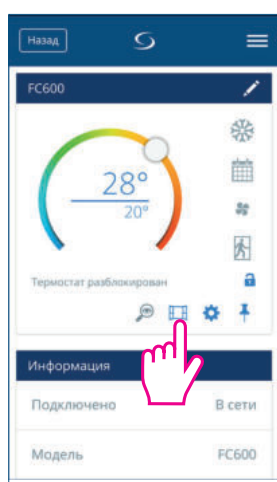 Назад
FC600
28°
20°
Термостат разблокирован
Информация
Подключено В сети
Модель FC600